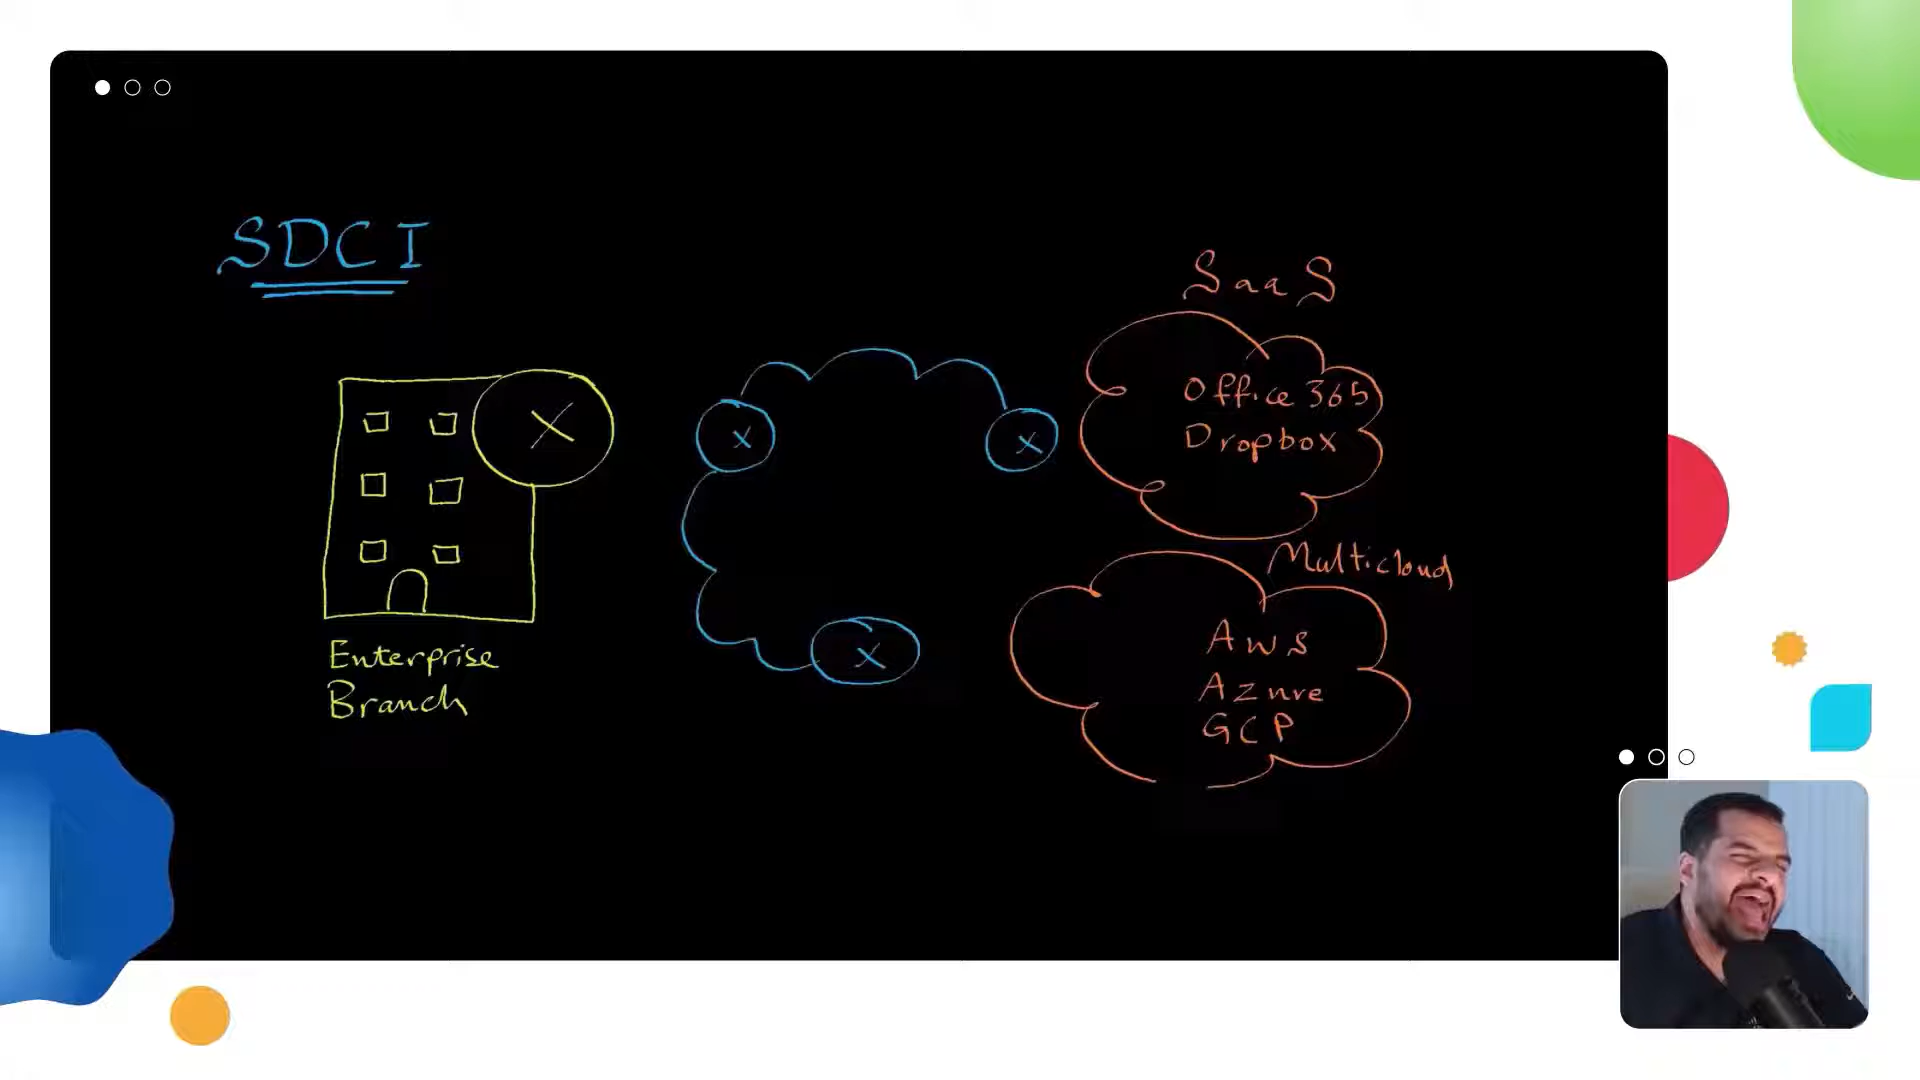 SDCI
SaaS
Office 365
Dropbox
Multicloud
AWS
Azure
GCP
Enterprise
Branch